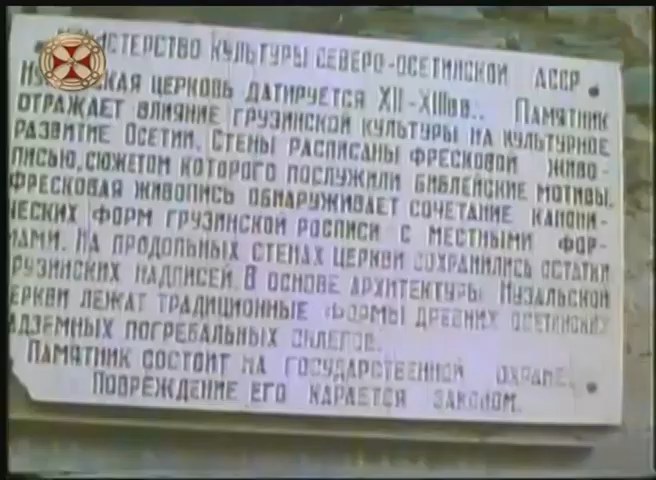 МИНИСТЕРСТВО КУЛЬТУРЫ СЕВЕРО-ОСЕТИНСКОЙ АССР
НУЗАЛЬСКАЯ ЦЕРКОВЬ ДАТИРУЕТСЯ XII-XIIIвв.. ПАМЯТНИК
ОТРАЖАЕТ ВЛИЯНИЕ ГРУЗИНСКОЙ КУЛЬТУРЫ НА КУЛЬТУРНОЕ
РАЗВИТИЕ ОСЕТИИ. СТЕНЫ РАСПИСАНЫ ФРЕСКОВОЙ ЖИВО-
ПИСЬЮ, СЮЖЕТОМ КОТОРОГО ПОСЛУЖИЛИ БИБЛЕЙСКИЕ МОТИВЫ.
ФРЕСКОВАЯ ЖИВОПИСЬ ОБНАРУЖИВАЕТ СОЧЕТАНИЕ КАНОНИ-
ЧЕСКИХ ФОРМ ГРУЗИНСКОЙ РОСПИСИ С МЕСТНЫМИ ФОР-
МАМИ. НА ПРОДОЛЬНЫХ СТЕНАХ ЦЕРКВИ СОХРАНИЛИСЬ ОСТАТКИ
ГРУЗИНСКИХ НАДПИСЕЙ. В ОСНОВЕ АРХИТЕКТУРЫ НУЗАЛЬСКОЙ
ЦЕРКВИ ЛЕЖАТ ТРАДИЦИОННЫЕ ФОРМЫ ДРЕВНИХ ОСЕТИНСКИХ
НАДЗЕМНЫХ ПОГРЕБАЛЬНЫХ СКЛЕПОВ.
ПАМЯТНИК СОСТОИТ НА ГОСУДАРСТВЕННОЙ ОХРАНЕ.
ПОВРЕЖДЕНИЕ ЕГО КАРАЕТСЯ ЗАКОНОМ.